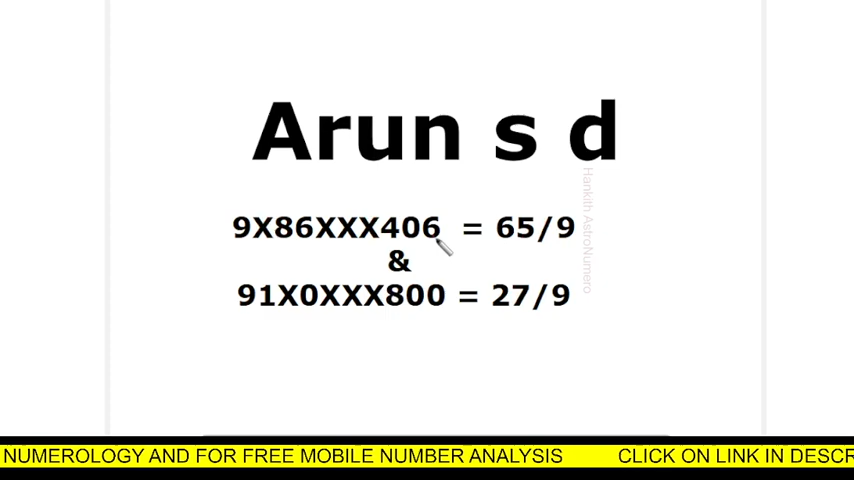 Arun s d
9X86XXX406 = 65/9
&
91X0XXX800 = 27/9
Hankith AstroNumero
NUMEROLOGY AND FOR FREE MOBILE NUMBER ANALYSIS CLICK ON LINK IN DESCR